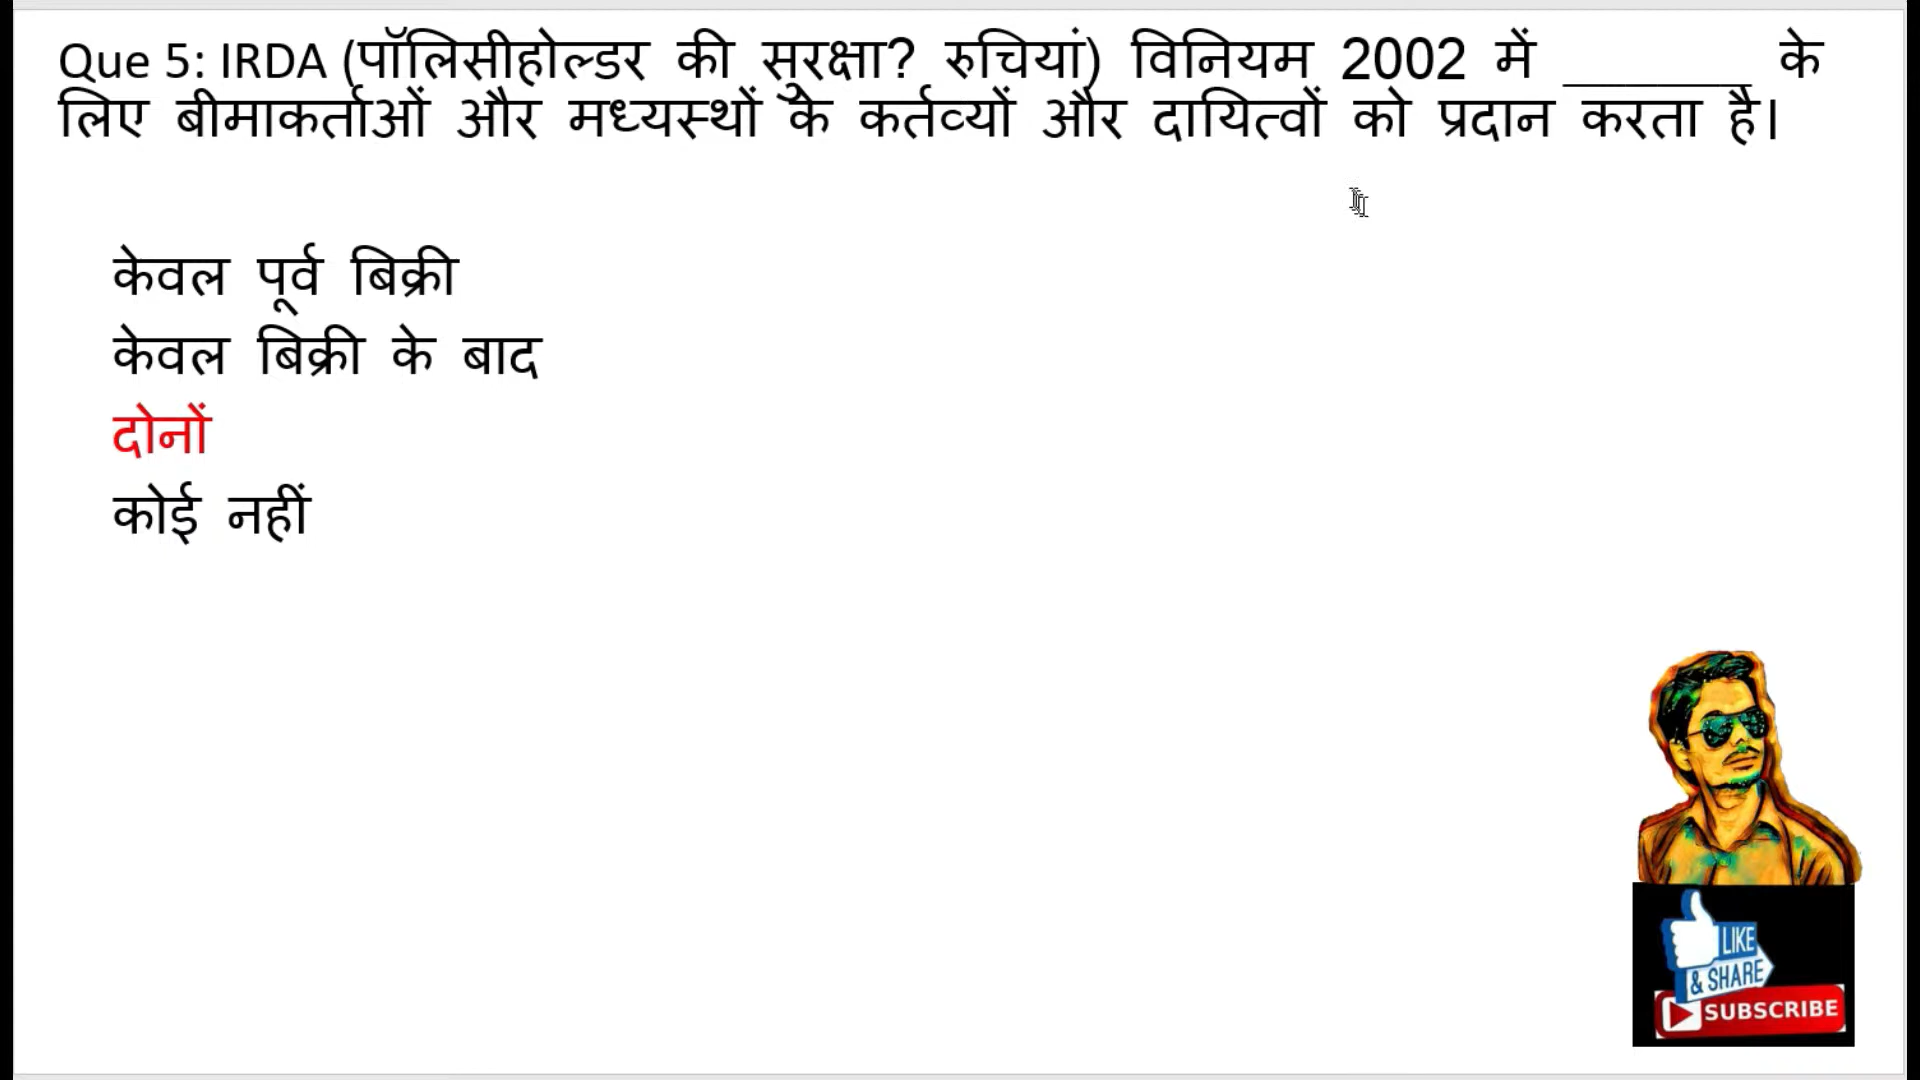 Que 5: IRDA (पॉलिसीहोल्डर की सुरक्षा? रुचियां) विनियम 2002 में ______ के
लिए बीमाकर्ताओं और मध्यस्थों के कर्तव्यों और दायित्वों को प्रदान करता है।
केवल पूर्व बिक्री
केवल बिक्री के बाद
दोनों
कोई नहीं
LIKE
& SHARE
SUBSCRIBE